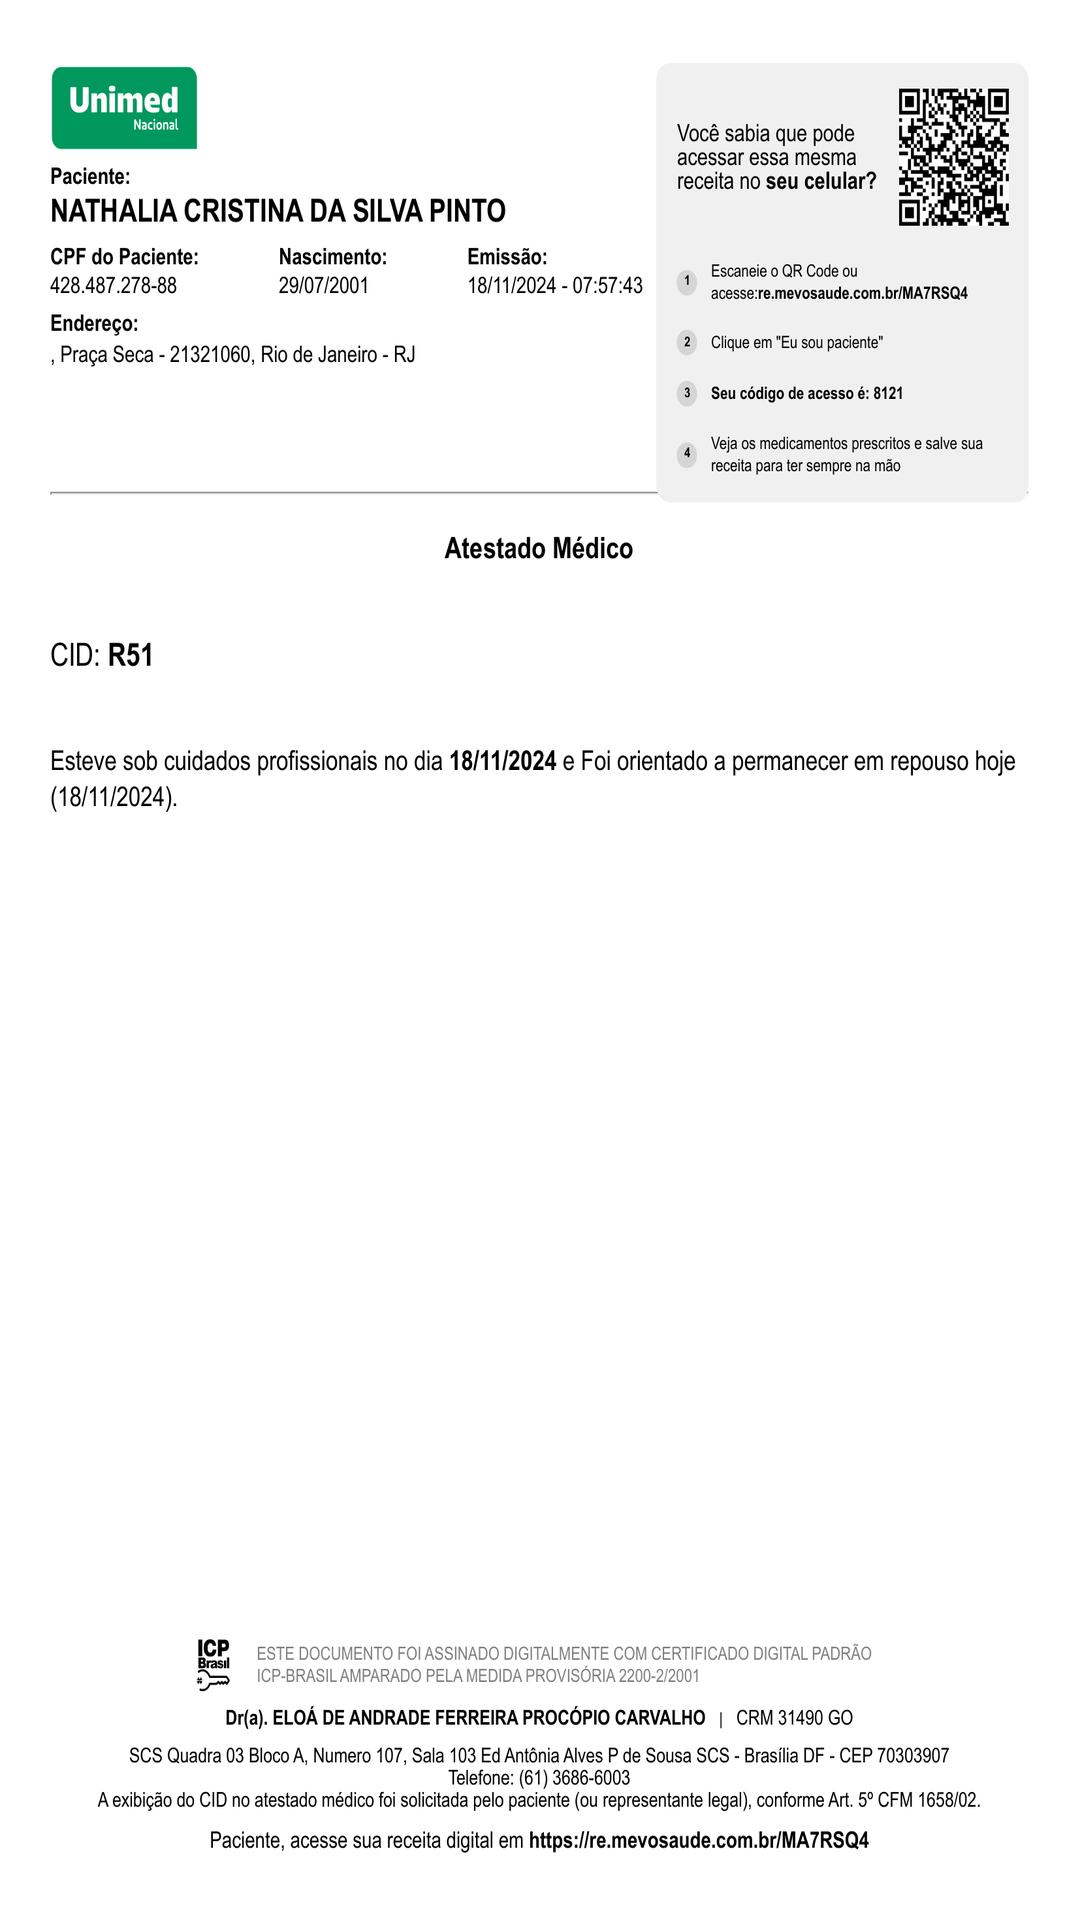 Unimed
Nacional
Paciente:
NATHALIA CRISTINA DA SILVA PINTO
CPF do Paciente: Nascimento: Emissão:
428.487.278-88 29/07/2001 18/11/2024 - 07:57:43
Endereço:
, Praça Seca - 21321060, Rio de Janeiro - RJ
Você sabia que pode
acessar essa mesma
receita no seu celular?
1 Escaneie o QR Code ou
acesse:re.mevosaude.com.br/MA7RSQ4
2 Clique em "Eu sou paciente"
3 Seu código de acesso é: 8121
4 Veja os medicamentos prescritos e salve sua
receita para ter sempre na mão
Atestado Médico
CID: R51
Esteve sob cuidados profissionais no dia 18/11/2024 e Foi orientado a permanecer em repouso hoje
(18/11/2024).
ICP
Brasil
ESTE DOCUMENTO FOI ASSINADO DIGITALMENTE COM CERTIFICADO DIGITAL PADRÃO
ICP-BRASIL AMPARADO PELA MEDIDA PROVISÓRIA 2200-2/2001
Dr(a). ELOÁ DE ANDRADE FERREIRA PROCÓPIO CARVALHO | CRM 31490 GO
SCS Quadra 03 Bloco A, Numero 107, Sala 103 Ed Antônia Alves P de Sousa SCS - Brasília DF - CEP 70303907
Telefone: (61) 3686-6003
A exibição do CID no atestado médico foi solicitada pelo paciente (ou representante legal), conforme Art. 5º CFM 1658/02.
Paciente, acesse sua receita digital em https://re.mevosaude.com.br/MA7RSQ4